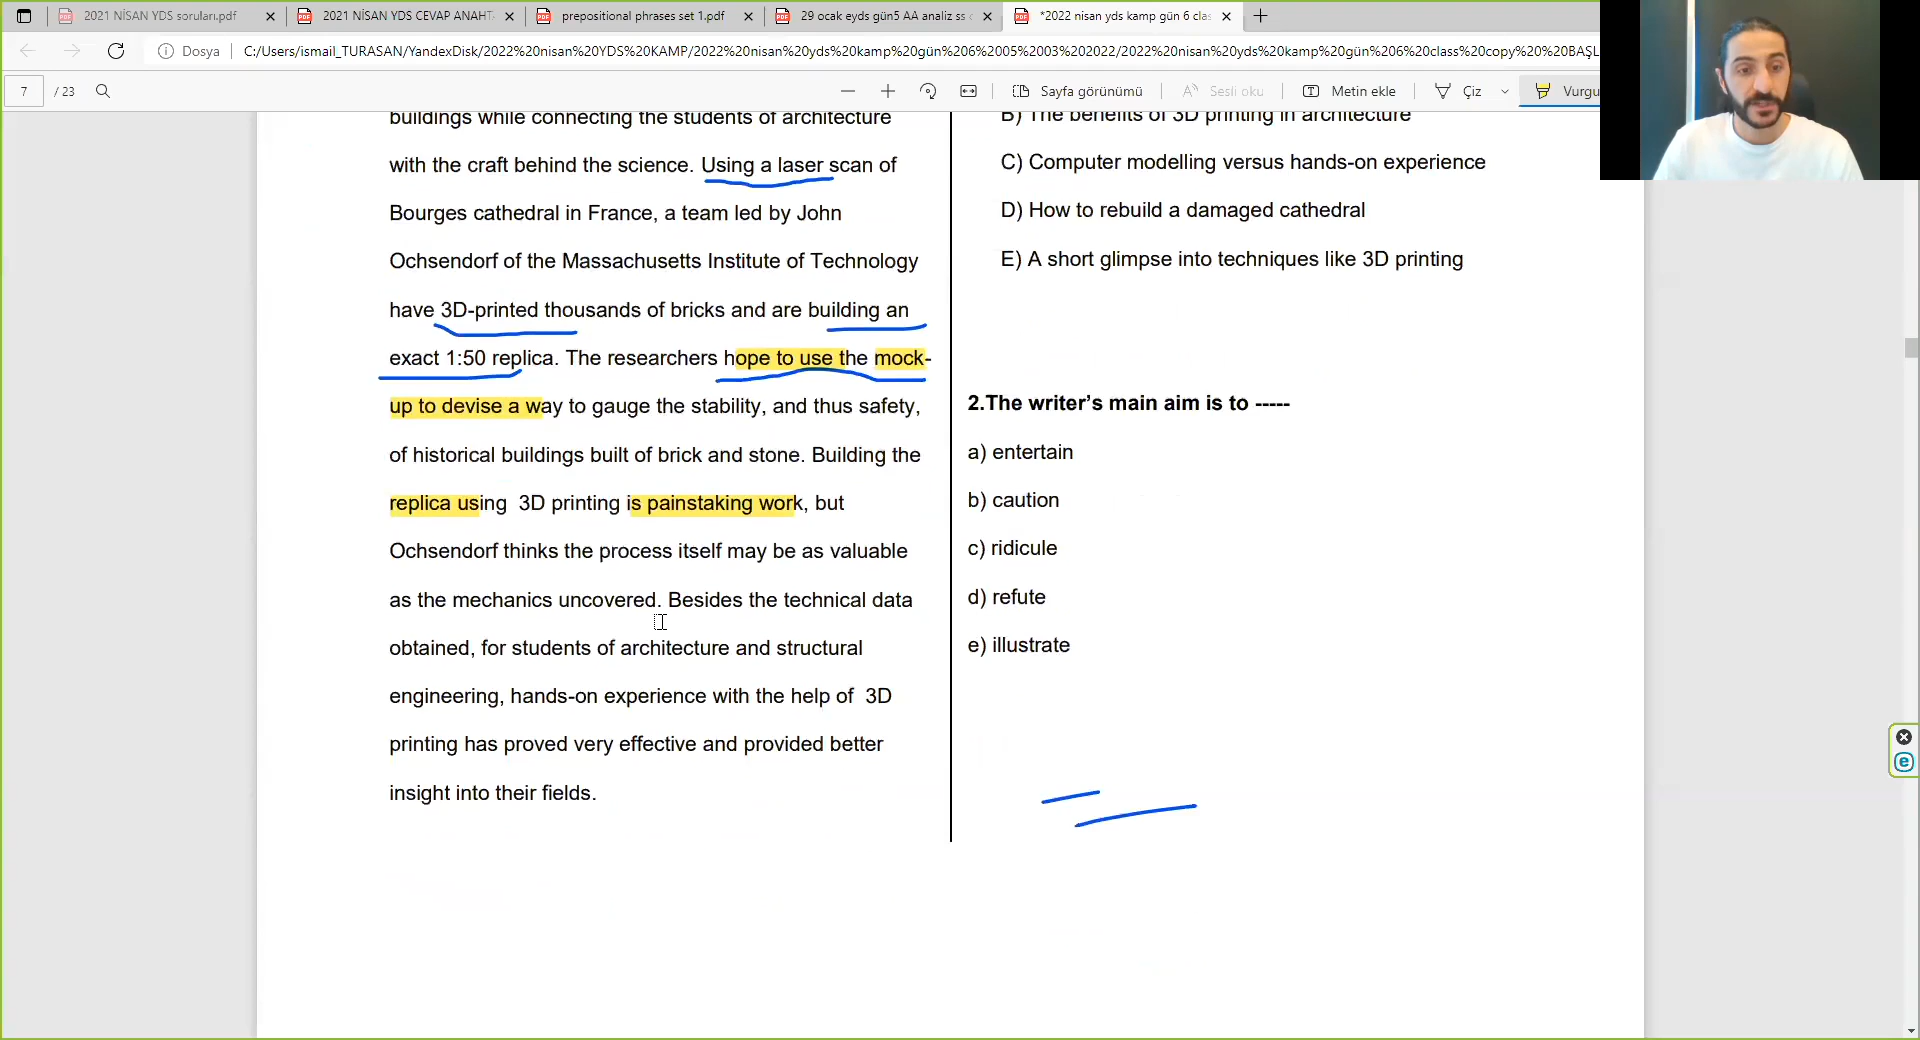 2021 NİSAN YDS soruları.pdf
2021 NİSAN YDS CEVAP ANAHT
prepositional phrases set 1.pdf
29 ocak eyds gün5 AA analiz ss c
*2022 nisan yds kamp gün 6 clas
Dosya
C:/Users/ismail_TURASAN/YandexDisk/2022%20nisan%20YDS%20KAMP/2022%20nisan%20yds%20kamp%20gün%206%2005%2003%202022/2022%20nisan%20yds%20kamp%20gün%206%20class%20copy%20%20BAŞL
7
/ 23
Sayfa görünümü
Sesli oku
Metin ekle
Çiz
Vurgu
buildings while connecting the students of architecture
with the craft behind the science. Using a laser scan of
Bourges cathedral in France, a team led by John
Ochsendorf of the Massachusetts Institute of Technology
have 3D-printed thousands of bricks and are building an
exact 1:50 replica. The researchers hope to use the mock-
up to devise a way to gauge the stability, and thus safety,
of historical buildings built of brick and stone. Building the
replica using  3D printing is painstaking work, but
Ochsendorf thinks the process itself may be as valuable
as the mechanics uncovered. Besides the technical data
obtained, for students of architecture and structural
engineering, hands-on experience with the help of  3D
printing has proved very effective and provided better
insight into their fields.
B) The benefits of 3D printing in architecture
C) Computer modelling versus hands-on experience
D) How to rebuild a damaged cathedral
E) A short glimpse into techniques like 3D printing
2.The writer's main aim is to -----
a) entertain
b) caution
c) ridicule
d) refute
e) illustrate